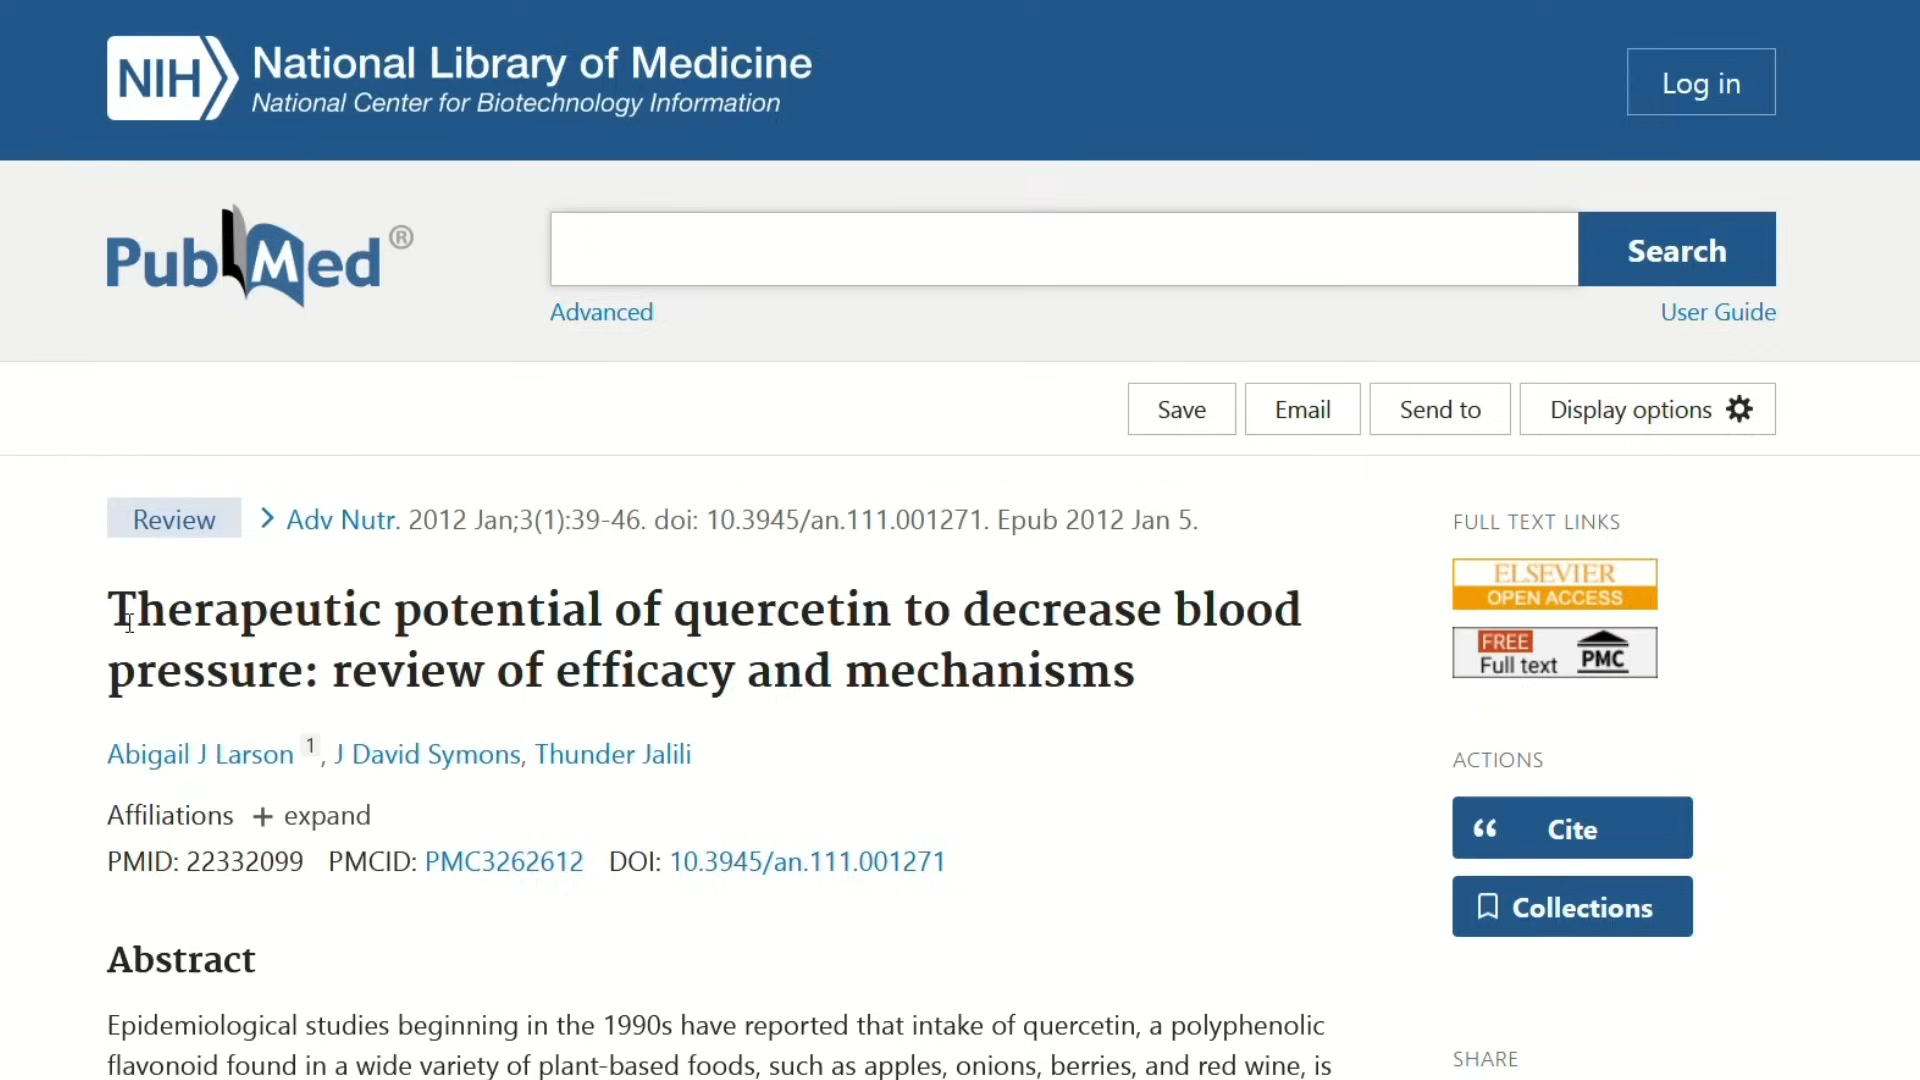 NIH National Library of Medicine
National Center for Biotechnology Information
Log in
PubMed®
Search
Advanced
User Guide
Save
Email
Send to
Display options
Review
Adv Nutr. 2012 Jan;3(1):39-46. doi: 10.3945/an.111.001271. Epub 2012 Jan 5.
Therapeutic potential of quercetin to decrease blood
pressure: review of efficacy and mechanisms
Abigail J Larson 1, J David Symons, Thunder Jalili
Affiliations + expand
PMID: 22332099 PMCID: PMC3262612 DOI: 10.3945/an.111.001271
Abstract
Epidemiological studies beginning in the 1990s have reported that intake of quercetin, a polyphenolic
flavonoid found in a wide variety of plant-based foods, such as apples, onions, berries, and red wine, is
FULL TEXT LINKS
ELSEVIER
OPEN ACCESS
FREE
Full text
PMC
ACTIONS
Cite
Collections
SHARE